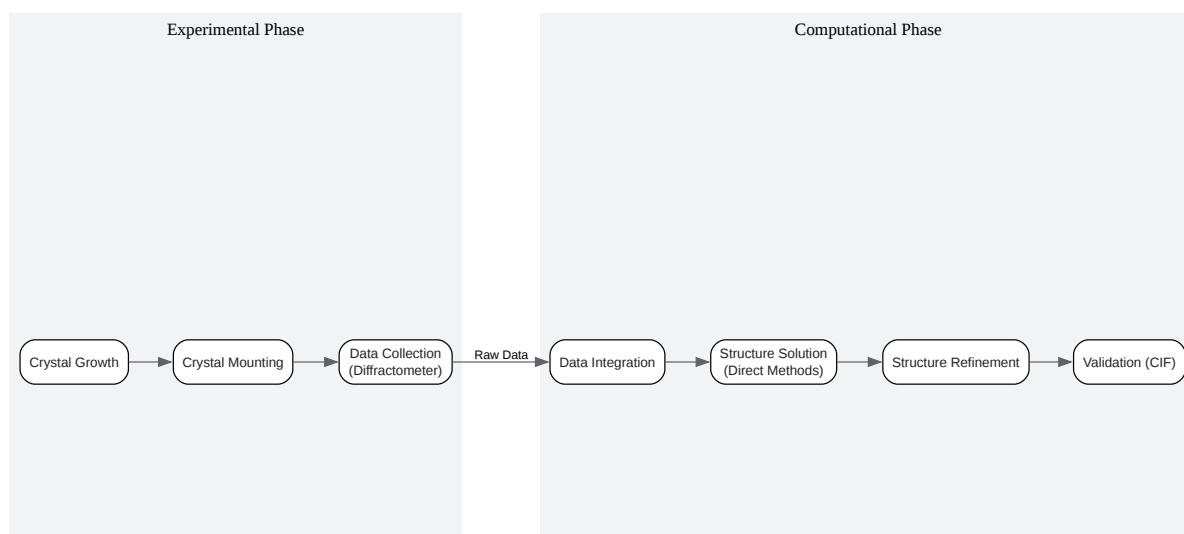 Experimental Phase
Computational Phase
Crystal Growth
Crystal Mounting
Data Collection
(Diffractometer)
Raw Data
Data Integration
Structure Solution
(Direct Methods)
Structure Refinement
Validation (CIF)